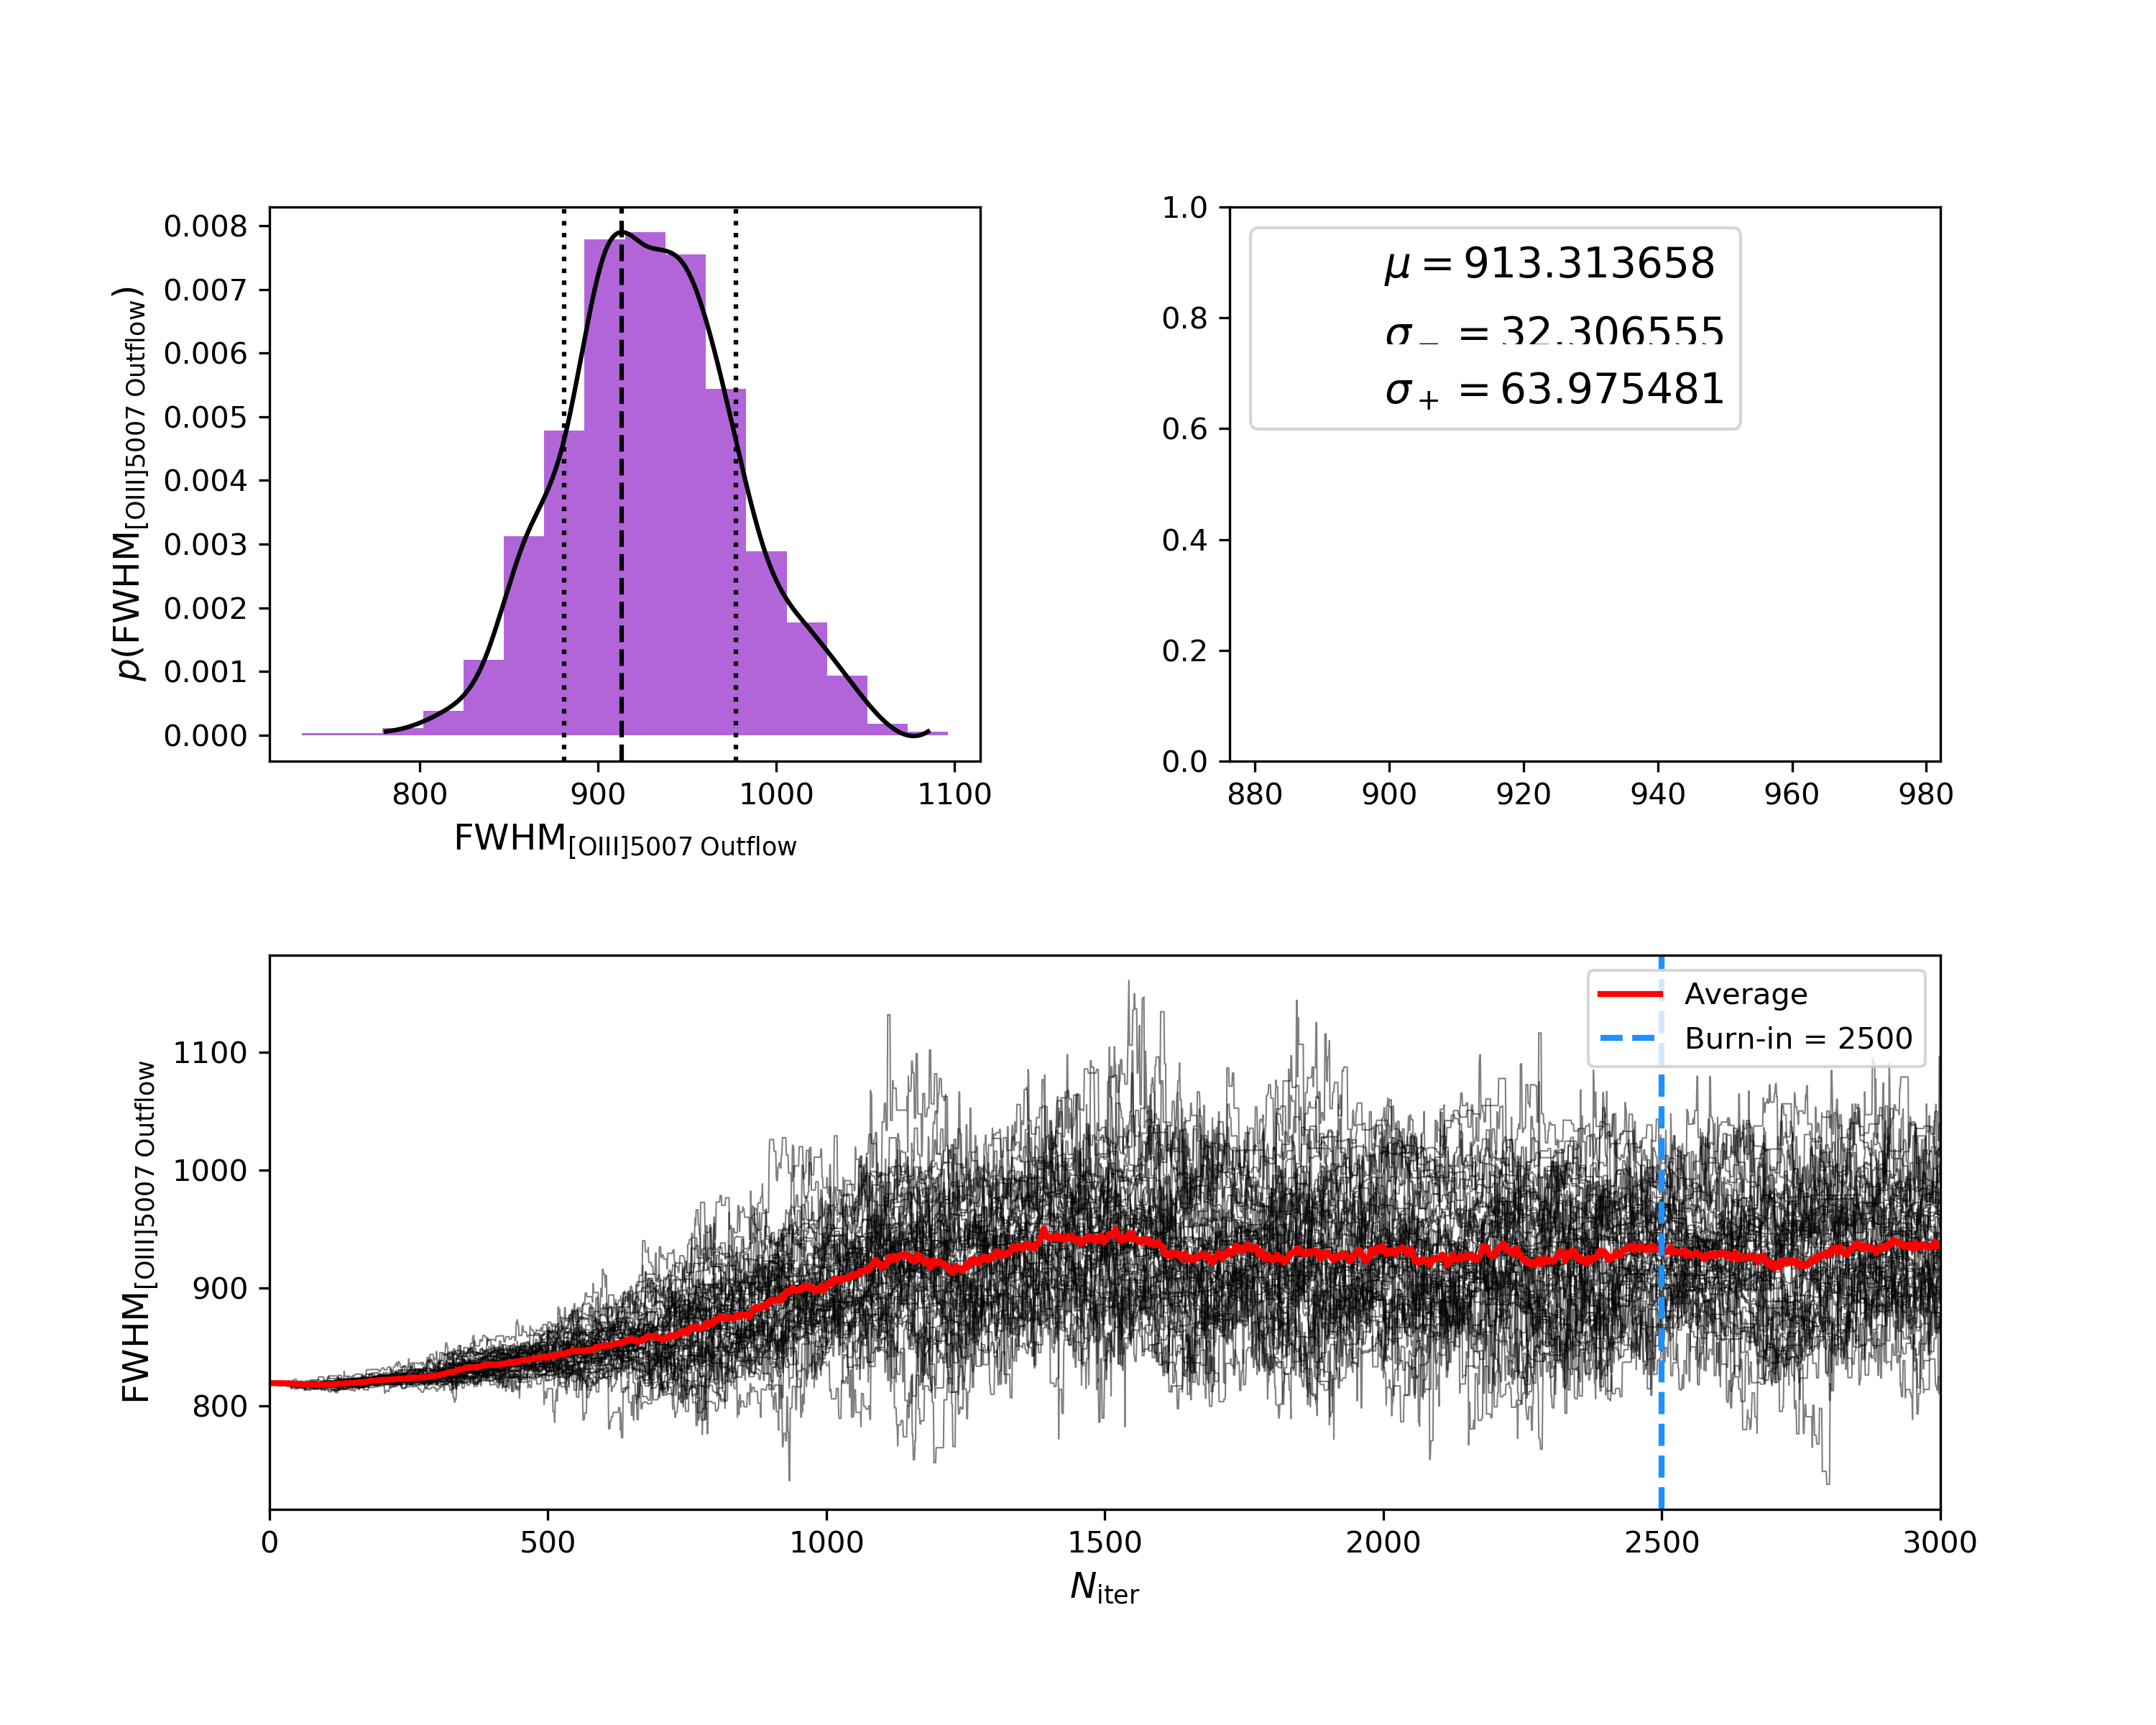 0.008
0.007
0.006
0.005
0.004
0.003
0.002
0.001
0.000
p(FWHM[OIII]5007 Outflow)
800 900 1000 1100
FWHM[OIII]5007 Outflow
1.0
0.8
0.6
0.4
0.2
0.0
μ = 913.313658
σ− = 32.306555
σ+ = 63.975481
880 900 920 940 960 980
1100
1000
900
800
FWHM[OIII]5007 Outflow
Average
Burn-in = 2500
0 500 1000 1500 2000 2500 3000
Niter